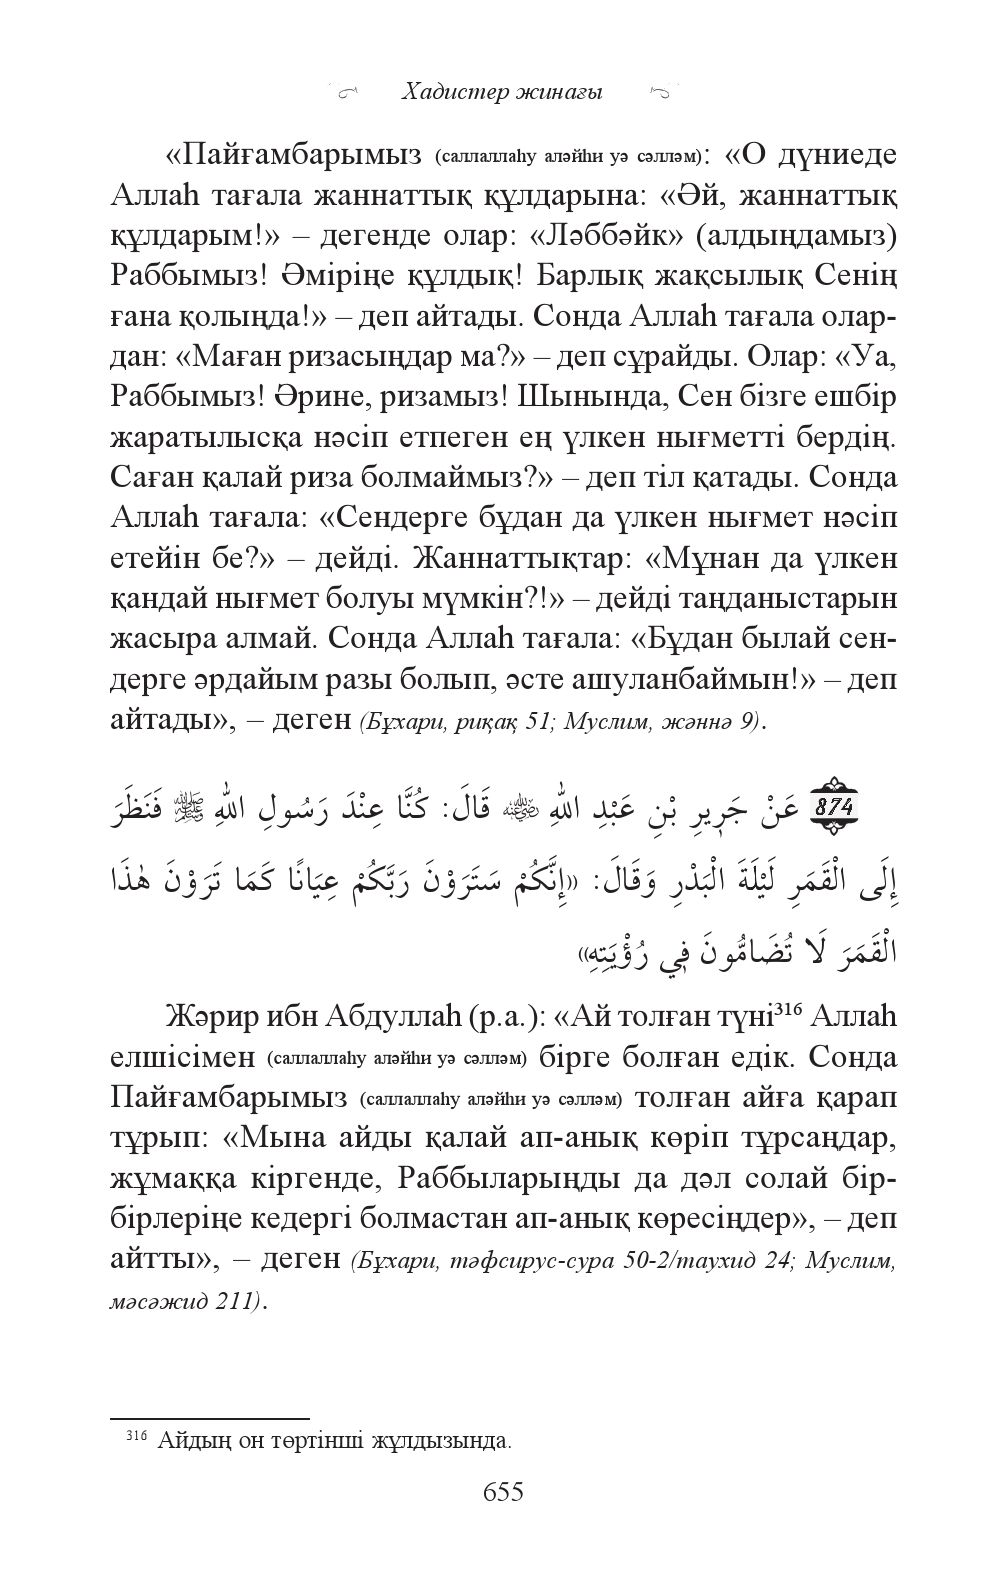 Хадистер жинағы
«Пайғамбарымыз (саллаллаһу аләйһи уә сәлләм): «О дүниеде
Аллаһ тағала жаннаттық құлдарына: «Әй, жаннаттық
құлдарым!» – дегенде олар: «Ләббәйк» (алдыңдамыз)
Раббымыз! Әміріңе құлдық! Барлық жақсылық Сенің
ғана қолыңда!» – деп айтады. Сонда Аллаһ тағала олар-
дан: «Маған ризасыңдар ма?» – деп сұрайды. Олар: «Уа,
Раббымыз! Әрине, ризамыз! Шынында, Сен бізге ешбір
жаратылысқа нәсіп етпеген ең үлкен нығметті бердің.
Саған қалай риза болмаймыз?» – деп тіл қатады. Сонда
Аллаһ тағала: «Сендерге бұдан да үлкен нығмет нәсіп
етейін бе?» – дейді. Жаннаттықтар: «Мұнан да үлкен
қандай нығмет болуы мүмкін?!» – дейді таңданыстарын
жасыра алмай. Сонда Аллаһ тағала: «Бұдан былай сен-
дерге әрдайым разы болып, әсте ашуланбаймын!» – деп
айтады», – деген (Бұхари, риқақ 51; Муслим, жәннә 9).
874 عَنْ جَرِيرِ بْنِ عَبْدِ اللهِ ﵁ قَالَ: كُنَّا عِنْدَ رَسُولِ اللهِ ﷺ فَنَظَرَ
إِلَى الْقَمَرِ لَيْلَةَ الْبَدْرِ وَقَالَ: «إِنَّكُمْ سَتَرَوْنَ رَبَّكُمْ عِيَانًا كَمَا تَرَوْنَ هٰذَا
الْقَمَرَ لَا تُضَامُّونَ فِي رُؤْيَتِهِ»
Жәрир ибн Абдуллаһ (р.а.): «Ай толған түні³¹⁶ Аллаһ
елшісімен (саллаллаһу аләйһи уә сәлләм) бірге болған едік. Сонда
Пайғамбарымыз (саллаллаһу аләйһи уә сәлләм) толған айға қарап
тұрып: «Мына айды қалай ап-анық көріп тұрсаңдар,
жұмаққа кіргенде, Раббыларыңды да дәл солай бір-
бірлеріңе кедергі болмастан ап-анық көресіңдер», – деп
айтты», – деген (Бұхари, тәфсирус-сура 50-2/таухид 24; Муслим,
мәсәжид 211).
³¹⁶ Айдың он төртінші жұлдызында.
655